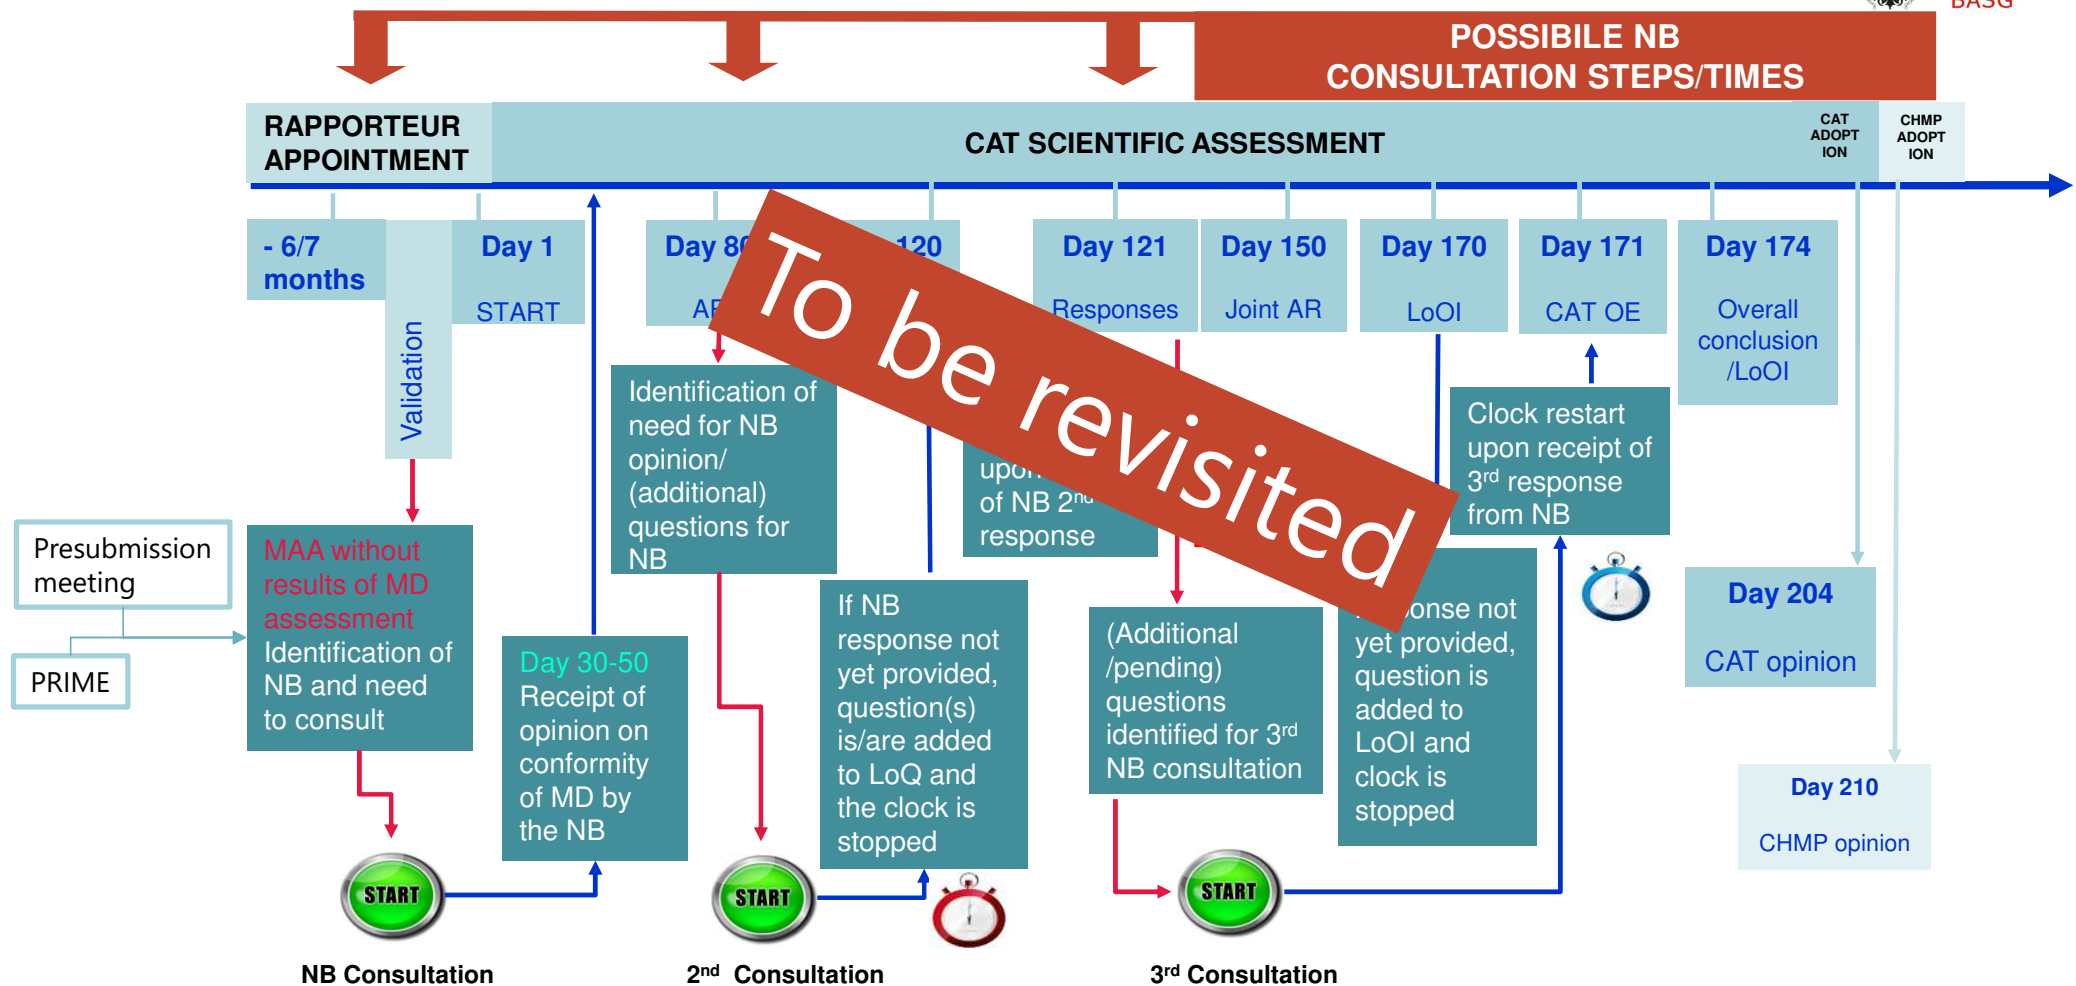 BASG
POSSIBILE NB
CONSULTATION STEPS/TIMES
RAPPORTEUR
APPOINTMENT
CAT SCIENTIFIC ASSESSMENT
CAT
ADOPT
ION
CHMP
ADOPT
ION
- 6/7
months
Validation
Day 1
START
Day 80
120
Day 121
Responses
Day 150
Joint AR
Day 170
LoOI
Day 171
CAT OE
Day 174
Overall
conclusion
/LoOI
To be revisited
Identification of
need for NB
opinion/
(additional)
questions for
NB
upon
of NB 2nd
response
Clock restart
upon receipt of
3rd response
from NB
Presubmission
meeting
PRIME
MAA without
results of MD
assessment
Identification of
NB and need
to consult
Day 30-50
Receipt of
opinion on
conformity
of MD by
the NB
If NB
response not
yet provided,
question(s)
is/are added
to LoQ and
the clock is
stopped
(Additional
/pending)
questions
identified for 3rd
NB consultation
not
yet provided,
question is
added to
LoOI and
clock is
stopped
Day 204
CAT opinion
Day 210
CHMP opinion
START
START
START
NB Consultation
2nd Consultation
3rd Consultation